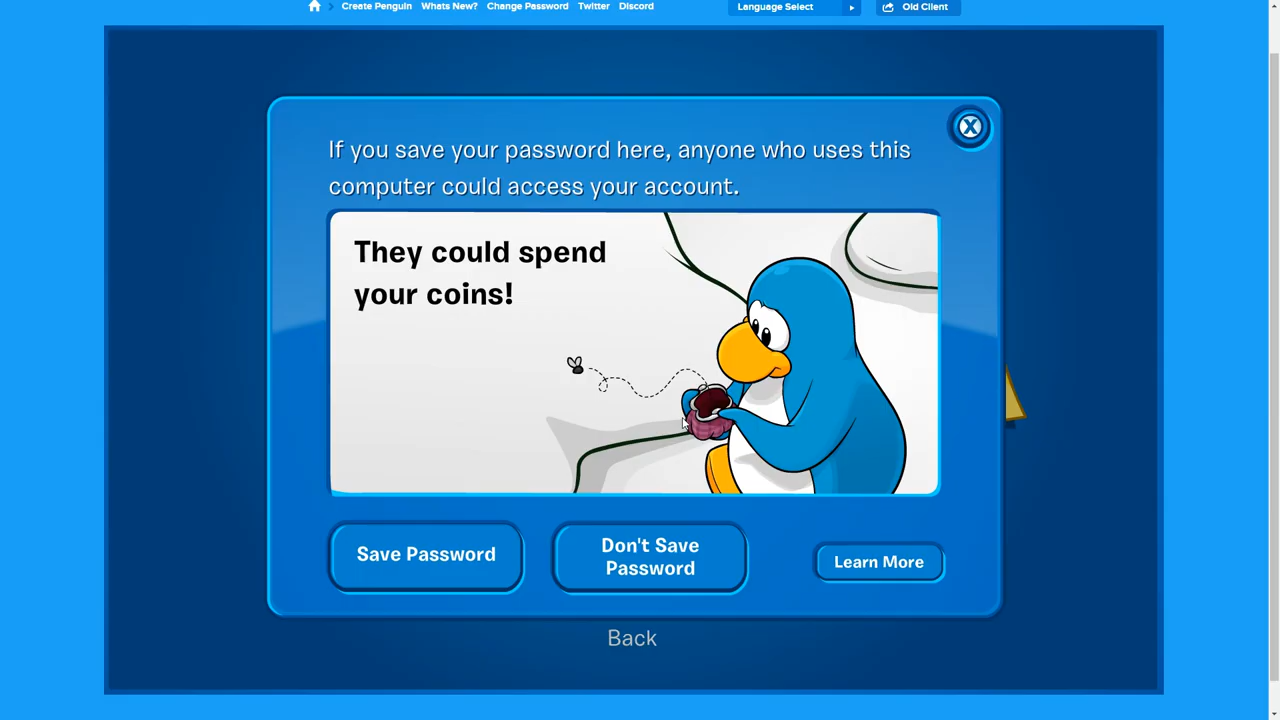 Create Penguin Whats New? Change Password Twitter Discord Language Select Old Client
If you save your password here, anyone who uses this
computer could access your account.
They could spend
your coins!
Save Password
Don't Save
Password
Learn More
Back